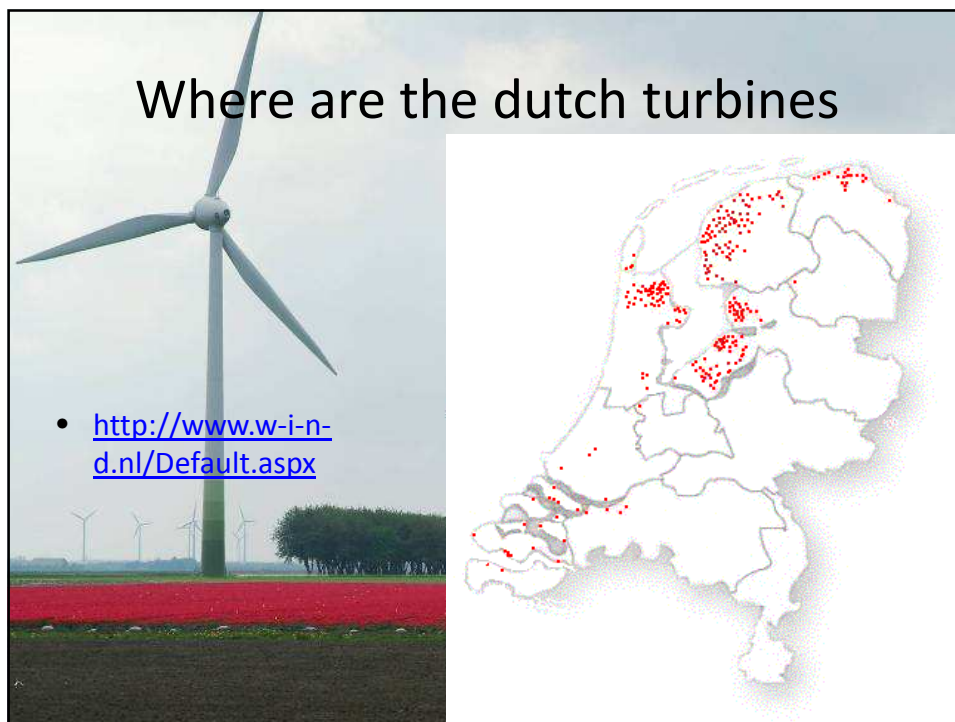 Where are the dutch turbines
• http://www.w-i-n-
d.nl/Default.aspx